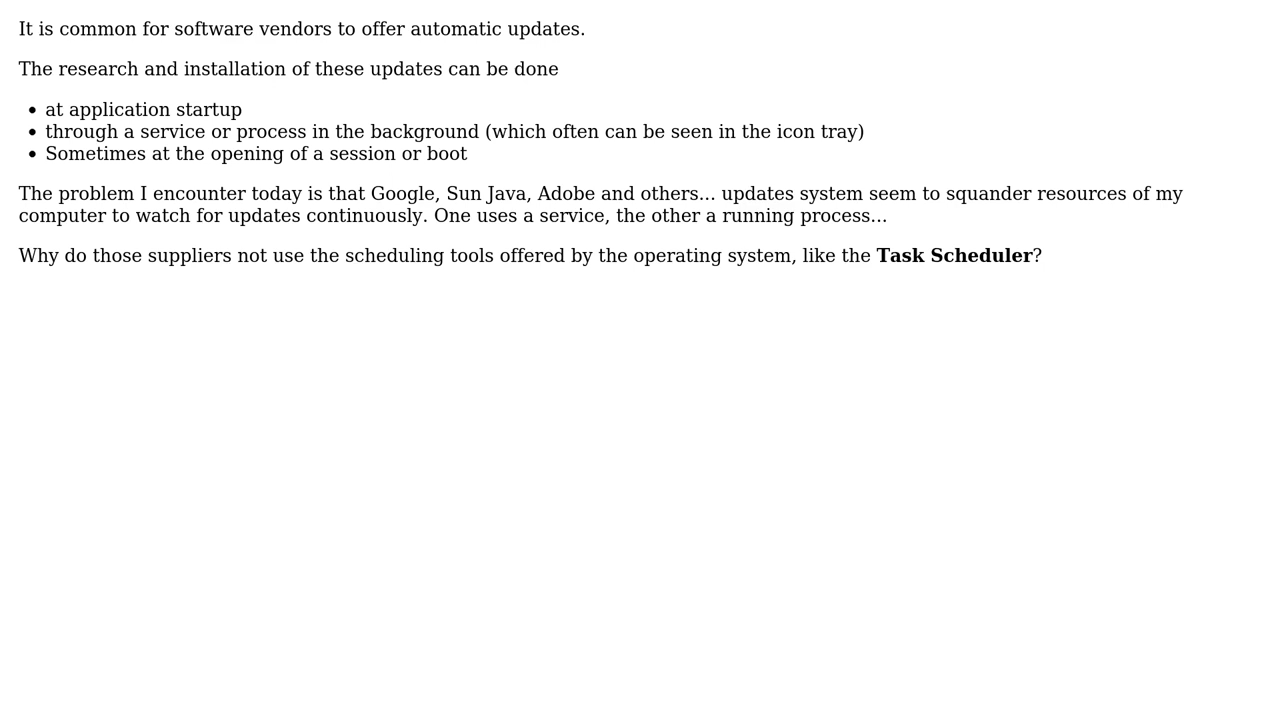 It is common for software vendors to offer automatic updates.
The research and installation of these updates can be done
• at application startup
• through a service or process in the background (which often can be seen in the icon tray)
• Sometimes at the opening of a session or boot
The problem I encounter today is that Google, Sun Java, Adobe and others... updates system seem to squander resources of my
computer to watch for updates continuously. One uses a service, the other a running process...
Why do those suppliers not use the scheduling tools offered by the operating system, like the Task Scheduler?